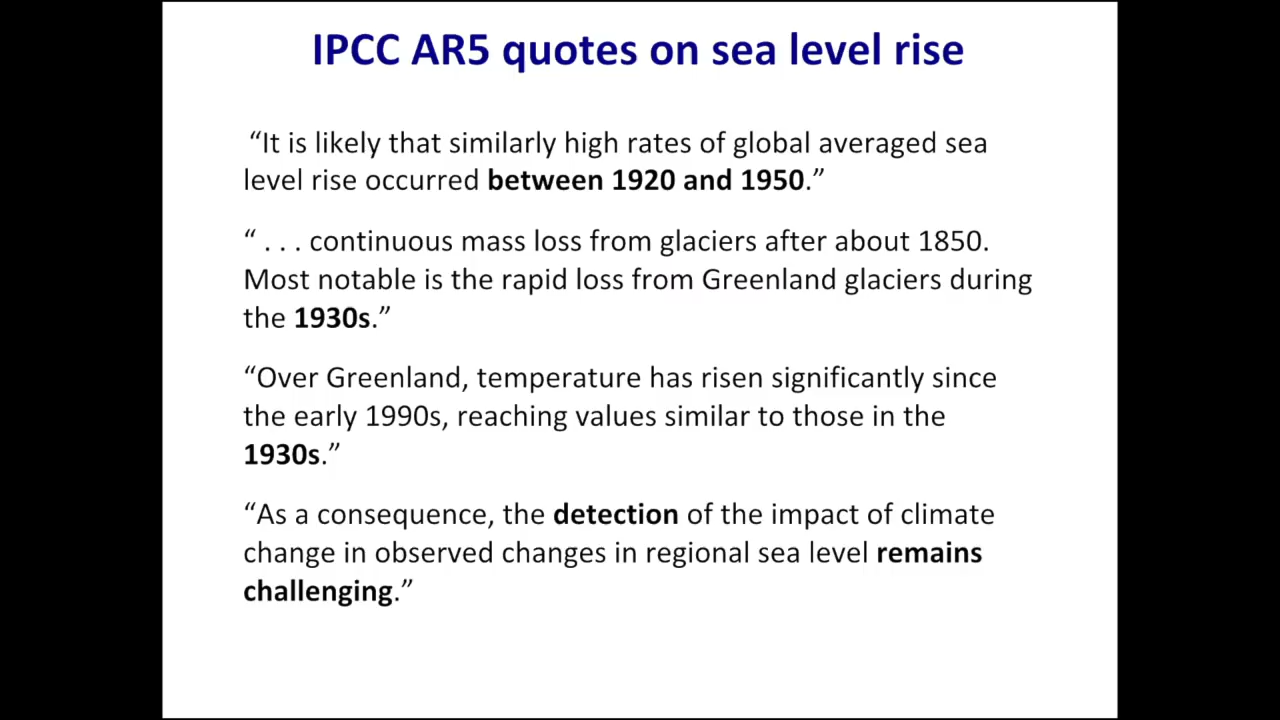 IPCC AR5 quotes on sea level rise
“It is likely that similarly high rates of global averaged sea
level rise occurred between 1920 and 1950.”
“ . . . continuous mass loss from glaciers after about 1850.
Most notable is the rapid loss from Greenland glaciers during
the 1930s.”
“Over Greenland, temperature has risen significantly since
the early 1990s, reaching values similar to those in the
1930s.”
“As a consequence, the detection of the impact of climate
change in observed changes in regional sea level remains
challenging.”